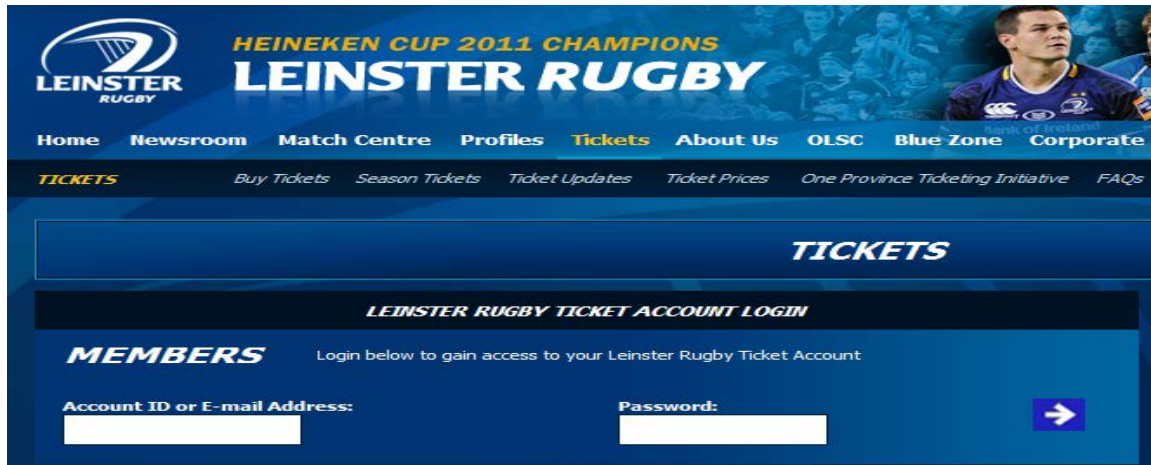 LEINSTER
RUGBY
HEINEKEN CUP 2011 CHAMPIONS
LEINSTER RUGBY
Bank of Ireland
Home Newsroom Match Centre Profiles Tickets About Us OLSC Blue Zone Corporate
TICKETS Buy Tickets Season Tickets Ticket Updates Ticket Prices One Province Ticketing Initiative FAQs
TICKETS
LEINSTER RUGBY TICKET ACCOUNT LOGIN
MEMBERS Login below to gain access to your Leinster Rugby Ticket Account
Account ID or E-mail Address: Password: